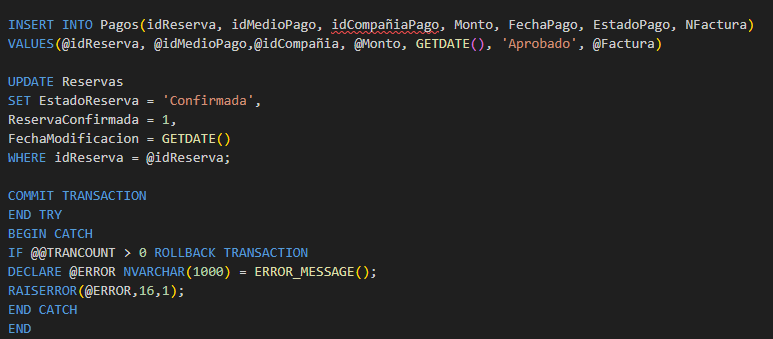 INSERT INTO Pagos(idReserva, idMedioPago, idCompañiaPago, Monto, FechaPago, EstadoPago, NFactura)
VALUES(@idReserva, @idMedioPago,@idCompañia, @Monto, GETDATE(), 'Aprobado', @Factura)
UPDATE Reservas
SET EstadoReserva = 'Confirmada',
ReservaConfirmada = 1,
FechaModificacion = GETDATE()
WHERE idReserva = @idReserva;
COMMIT TRANSACTION
END TRY
BEGIN CATCH
IF @@TRANCOUNT > 0 ROLLBACK TRANSACTION
DECLARE @ERROR NVARCHAR(1000) = ERROR_MESSAGE();
RAISERROR(@ERROR,16,1);
END CATCH
END